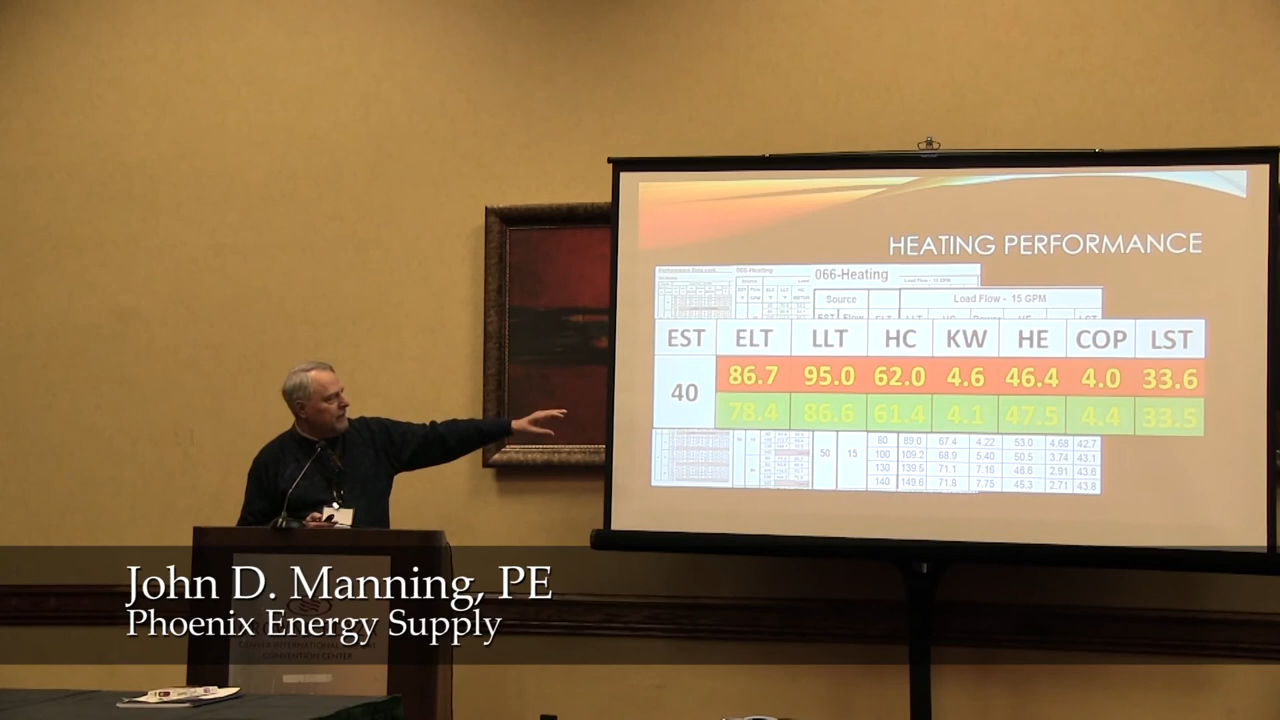 HEATING PERFORMANCE
066-Heating
Source
Load Flow - 15 GPM
EST ELT LLT HC KW HE COP LST
40
86.7 95.0 62.0 4.6 46.4 4.0 33.6
78.4 86.6 61.4 4.1 47.5 4.4 33.5
50 15
80 89.0 67.4 4.22 53.0 4.68 42.7
100 109.2 68.9 5.40 50.5 3.74 43.1
130 139.5 71.1 7.16 46.6 2.91 43.6
140 149.6 71.8 7.75 45.3 2.71 43.8
John D. Manning, PE
Phoenix Energy Supply
CONVENTION CENTER